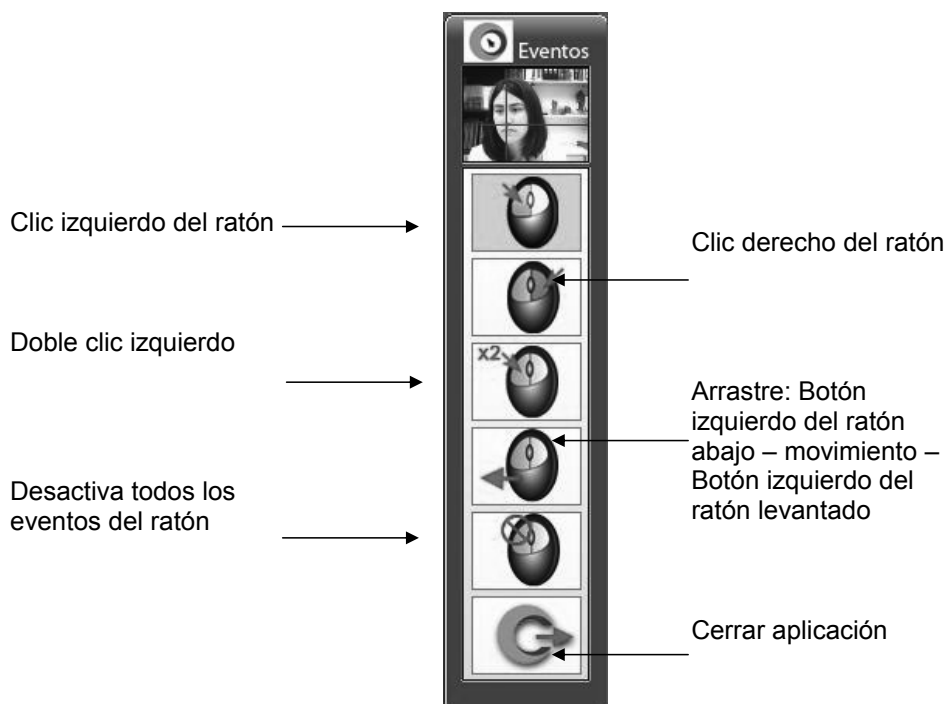 Eventos
Clic izquierdo del ratón
Clic derecho del ratón
Doble clic izquierdo
x2
Arrastre: Botón
izquierdo del ratón
abajo – movimiento –
Botón izquierdo del
ratón levantado
Desactiva todos los
eventos del ratón
Cerrar aplicación